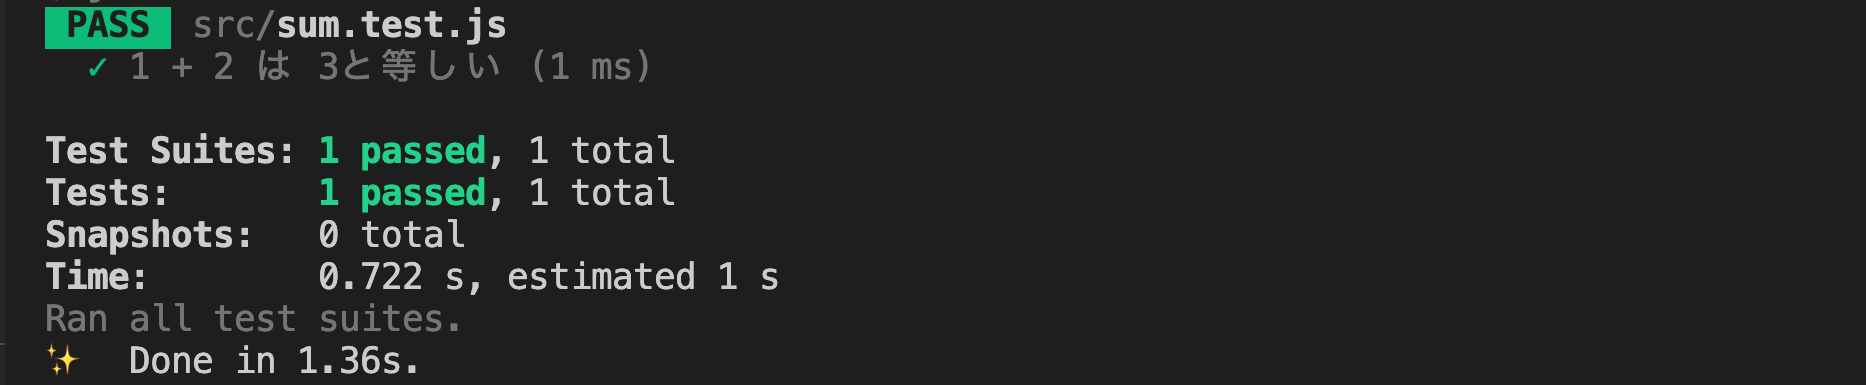 PASS src/sum.test.js
✓ 1 + 2 は 3と等しい (1 ms)
Test Suites: 1 passed, 1 total
Tests: 1 passed, 1 total
Snapshots: 0 total
Time: 0.722 s, estimated 1 s
Ran all test suites.
✨ Done in 1.36s.